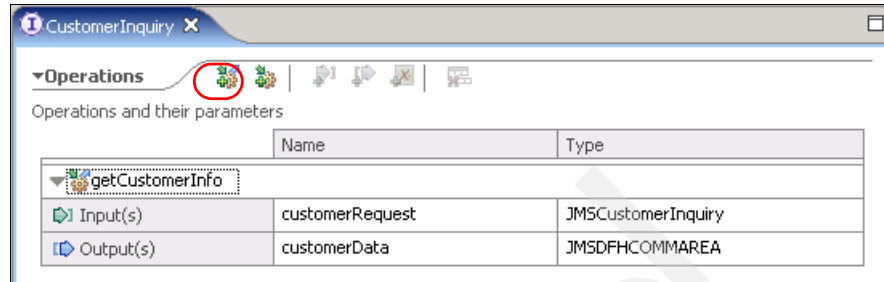 CustomerInquiry
Operations
Operations and their parameters
Name Type
getCustomerInfo
Input(s) customerRequest JMSCustomerInquiry
Output(s) customerData JMSDFHCOMMAREA